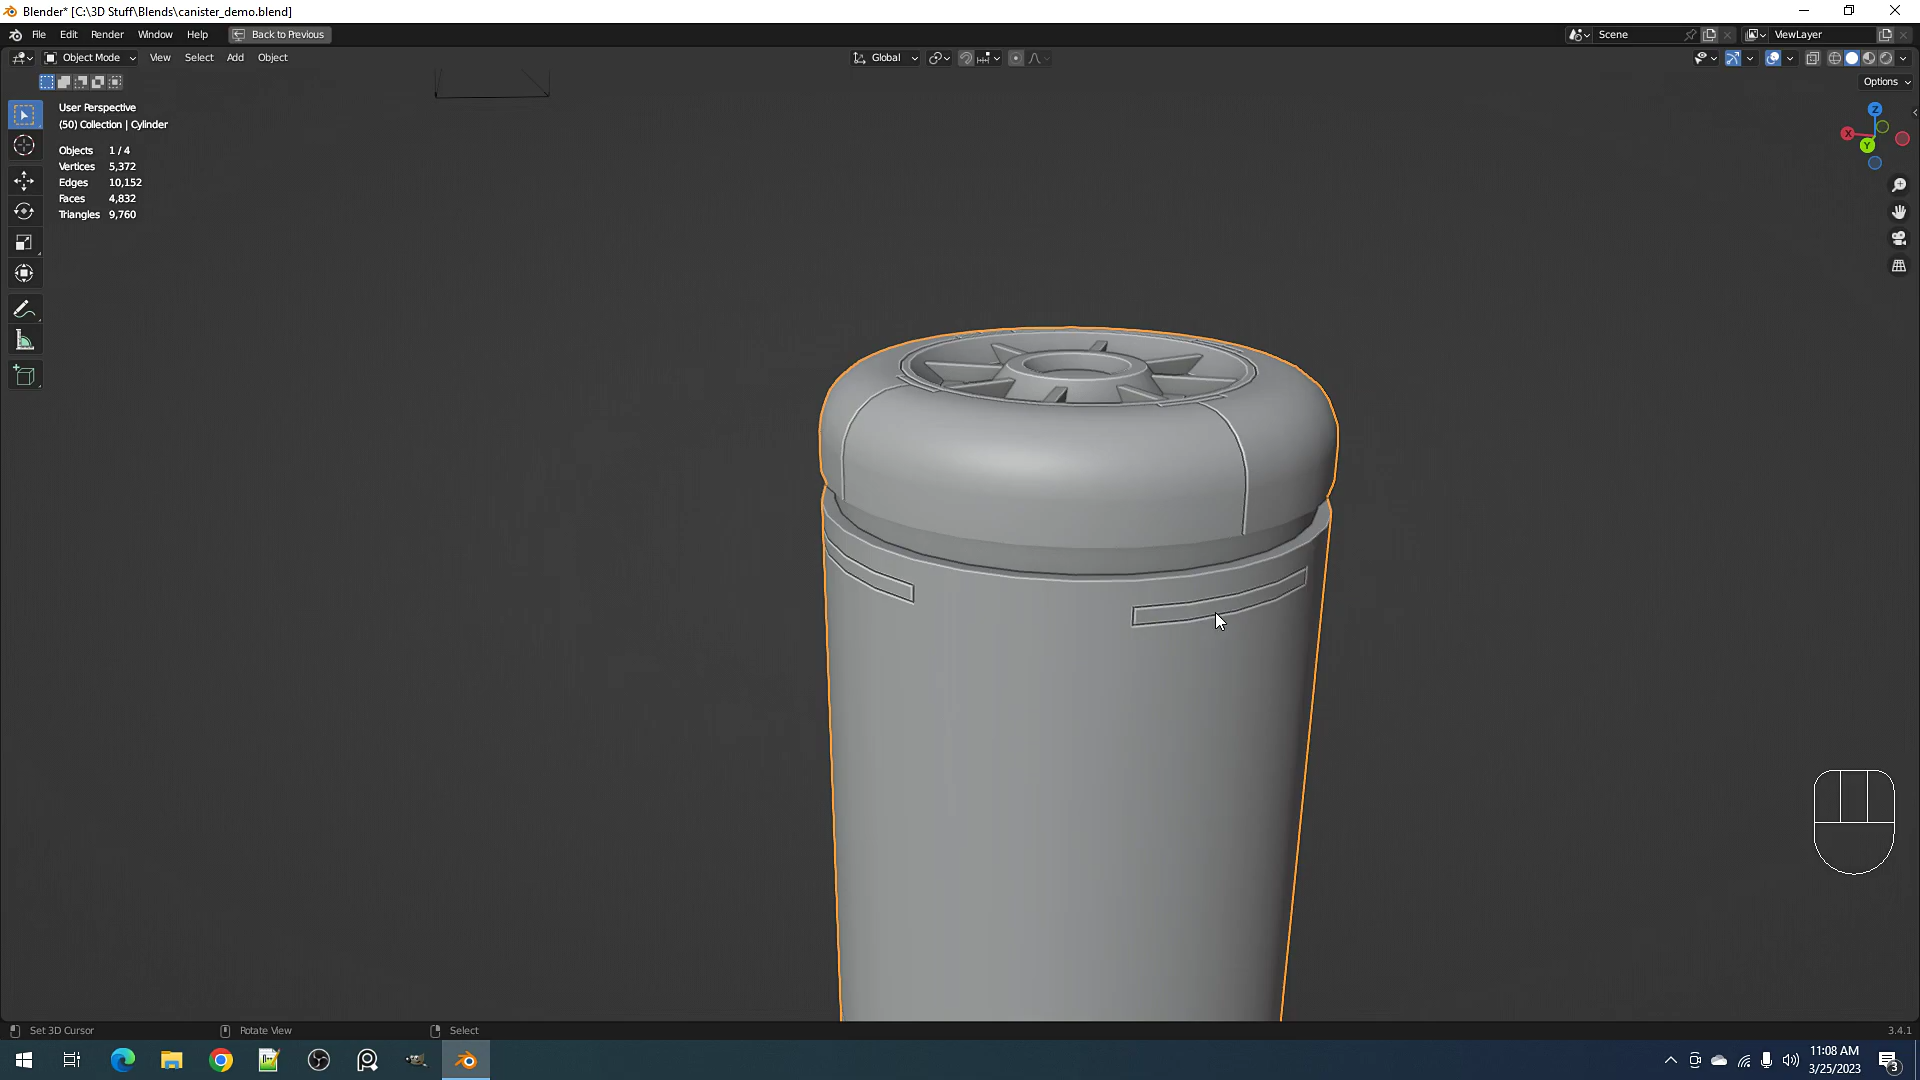 Blender* [C:\3D Stuff\Blends\canister_demo.blend]
File Edit Render Window Help Back to Previous Scene ViewLayer
Object Mode View Select Add Object Global
Options
User Perspective
(50) Collection | Cylinder
Objects 1 / 4
Vertices 5,372
Edges 10,152
Faces 4,832
Triangles 9,760
Z
X
Y
Set 3D Cursor Rotate View Select 3.4.1
11:08 AM
3/25/2023
3